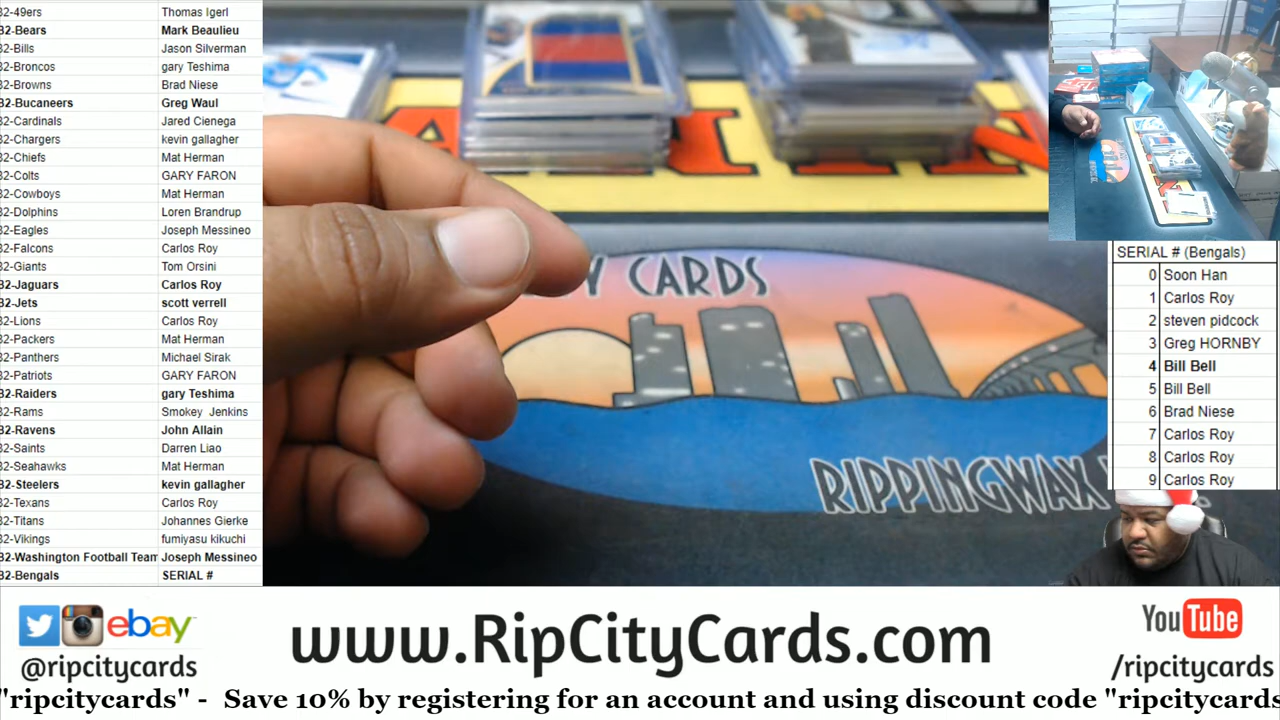 32-49ers Thomas Igerl
32-Bears Mark Beaulieu
32-Bills Jason Silverman
32-Broncos gary Teshima
32-Browns Brad Niese
32-Bucaneers Greg Waul
32-Cardinals Jared Cienega
32-Chargers kevin gallagher
32-Chiefs Mat Herman
32-Colts GARY FARON
32-Cowboys Mat Herman
32-Dolphins Loren Brandrup
32-Eagles Joseph Messineo
32-Falcons Carlos Roy
32-Giants Tom Orsini
32-Jaguars Carlos Roy
32-Jets scott verrell
32-Lions Carlos Roy
32-Packers Mat Herman
32-Panthers Michael Sirak
32-Patriots GARY FARON
32-Raiders gary Teshima
32-Rams Smokey Jenkins
32-Ravens John Allain
32-Saints Darren Liao
32-Seahawks Mat Herman
32-Steelers kevin gallagher
32-Texans Carlos Roy
32-Titans Johannes Gierke
32-Vikings fumiyasu kikuchi
32-Washington Football Team Joseph Messineo
32-Bengals SERIAL #
Y CARDS
RIPPINGWAX
SERIAL # (Bengals)
0 Soon Han
1 Carlos Roy
2 steven pidcock
3 Greg HORNBY
4 Bill Bell
5 Bill Bell
6 Brad Niese
7 Carlos Roy
8 Carlos Roy
9 Carlos Roy
ebay
@ripcitycards
www.RipCityCards.com
YouTube
/ripcitycards
"ripcitycards" - Save 10% by registering for an account and using discount code "ripcitycards